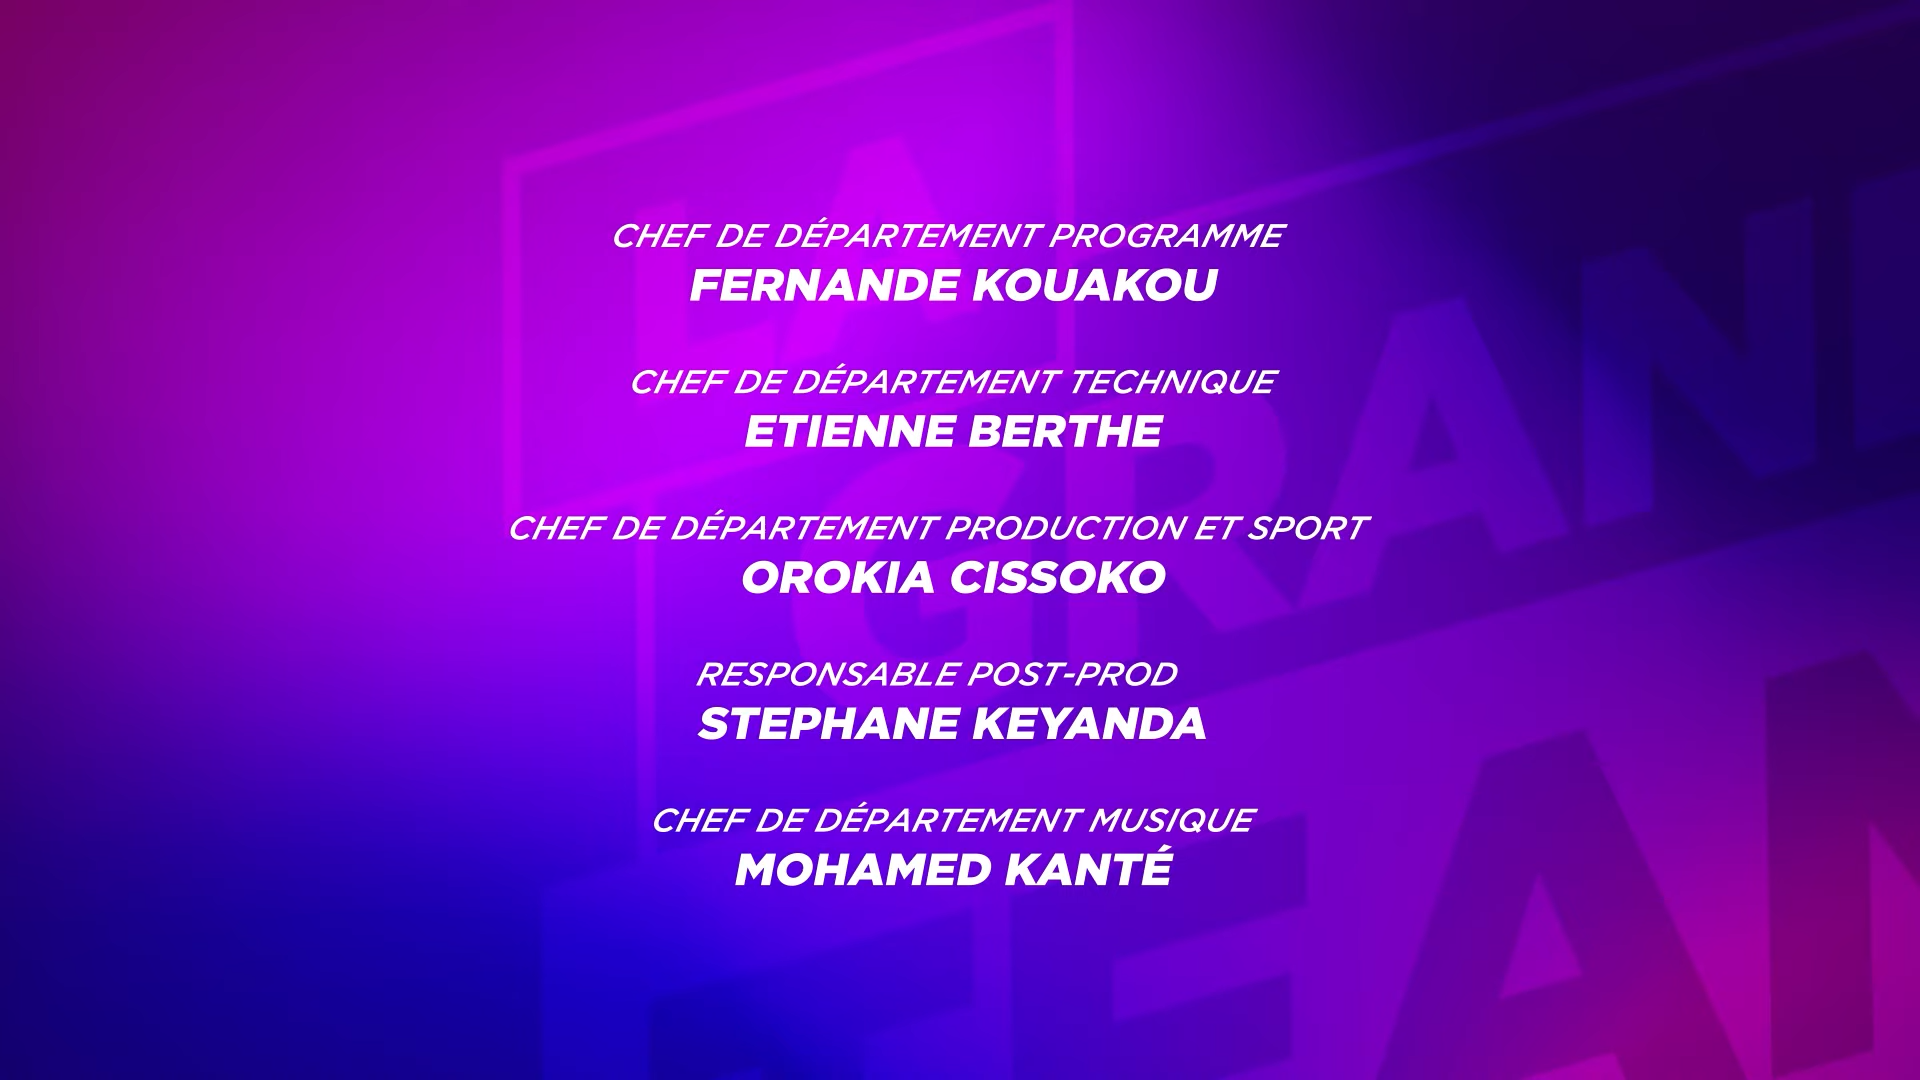 CHEF DE DÉPARTEMENT PROGRAMME
FERNANDE KOUAKOU
CHEF DE DÉPARTEMENT TECHNIQUE
ETIENNE BERTHE
CHEF DE DÉPARTEMENT PRODUCTION ET SPORT
OROKIA CISSOKO
RESPONSABLE POST-PROD
STEPHANE KEYANDA
CHEF DE DÉPARTEMENT MUSIQUE
MOHAMED KANTÉ
LA